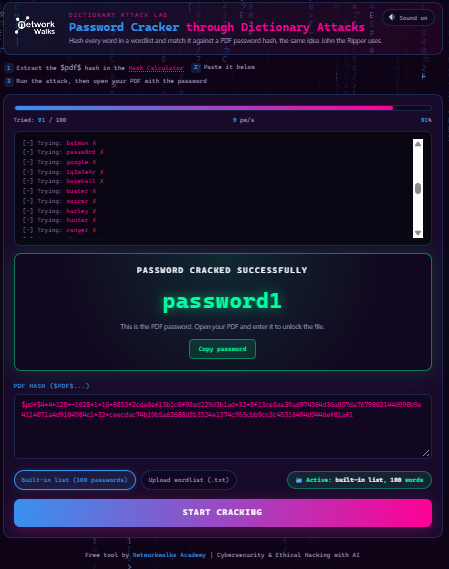 network
Walks
DICTIONARY ATTACK LAB
Password Cracker through Dictionary Attacks
Hash every word in a wordlist and match it against a PDF password hash, the same idea John the Ripper uses.
Sound on
1 Extract the $pdf$ hash in the Hash Calculator 2 Paste it below
3 Run the attack, then open your PDF with the password
Tried: 91 / 100 9 pw/s 91%
[-] Trying: batman ✗
[-] Trying: passw0rd ✗
[-] Trying: google ✗
[-] Trying: 1q2w3e4r ✗
[-] Trying: baseball ✗
[-] Trying: buster ✗
[-] Trying: soccer ✗
[-] Trying: harley ✗
[-] Trying: hunter ✗
[-] Trying: ranger ✗
PASSWORD CRACKED SUCCESSFULLY
password1
This is the PDF password. Open your PDF and enter it to unlock the file.
Copy password
PDF HASH ($PDF$...)
Built-in list (100 passwords)
Upload wordlist (.txt)
Active: built-in list, 100 words
START CRACKING
Free tool by Networkwalks Academy | Cybersecurity & Ethical Hacking with AI